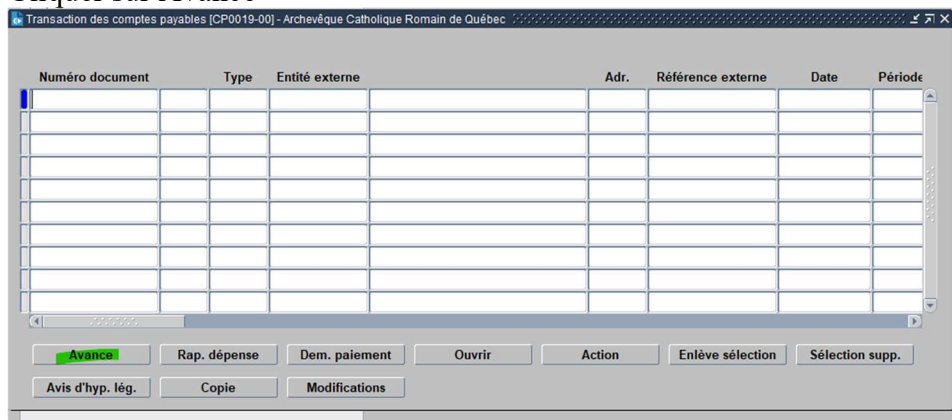 Transaction des comptes payables [CP0019-00] - Archevêque Catholique Romain de Québec
Numéro document Type Entité externe Adr. Référence externe Date Période
Avance Rap. dépense Dem. paiement Ouvrir Action Enlève sélection Sélection supp.
Avis d'hyp. lég. Copie Modifications